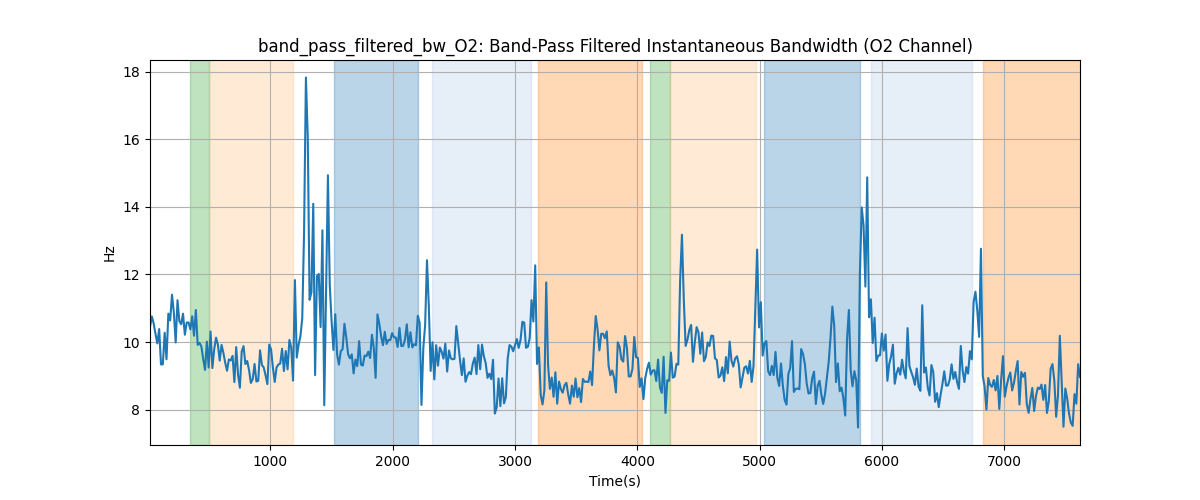 band_pass_filtered_bw_O2: Band-Pass Filtered Instantaneous Bandwidth (O2 Channel)
18
16
14
12
10
8
Hz
1000 2000 3000 4000 5000 6000 7000
Time(s)